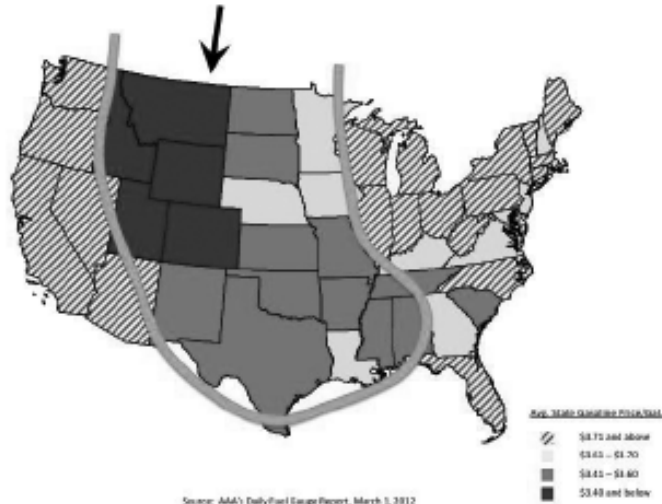 Avg. State Gasoline Price/Gal.
$3.71 and above
$3.61 – $3.70
$3.41 – $3.60
$3.40 and below
Source: AAA's Daily Fuel Gauge Report, March 1, 2012